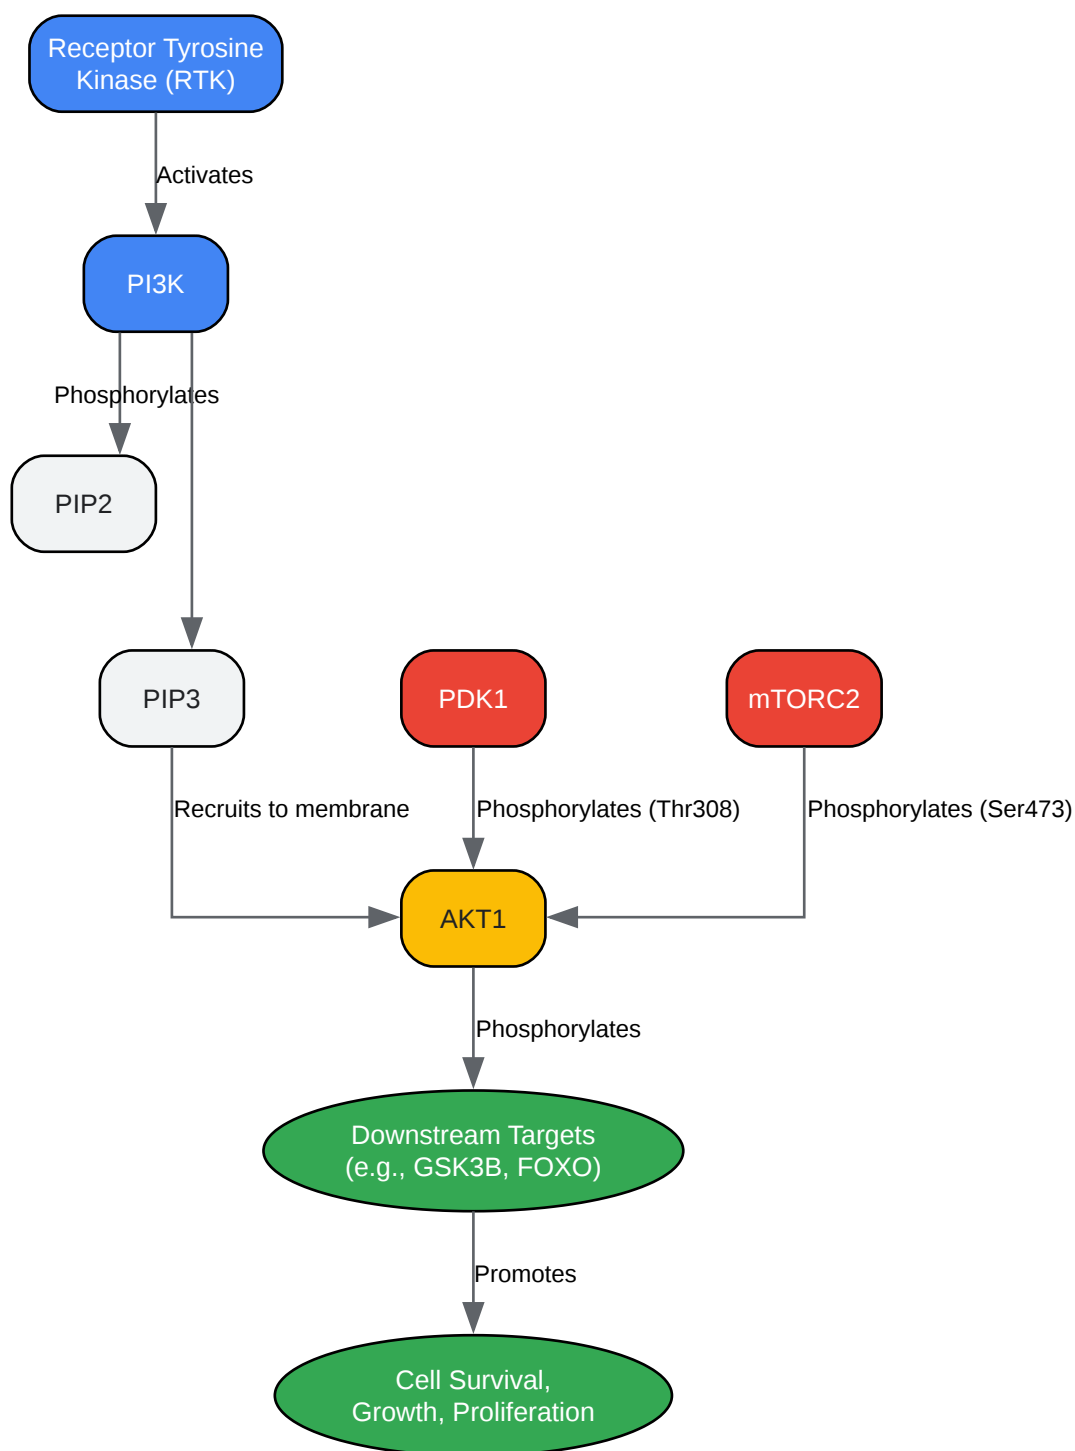 Receptor Tyrosine
Kinase (RTK)
Activates
PI3K
Phosphorylates
PIP2
PIP3
PDK1
mTORC2
Recruits to membrane
Phosphorylates (Thr308)
Phosphorylates (Ser473)
AKT1
Phosphorylates
Downstream Targets
(e.g., GSK3B, FOXO)
Promotes
Cell Survival,
Growth, Proliferation